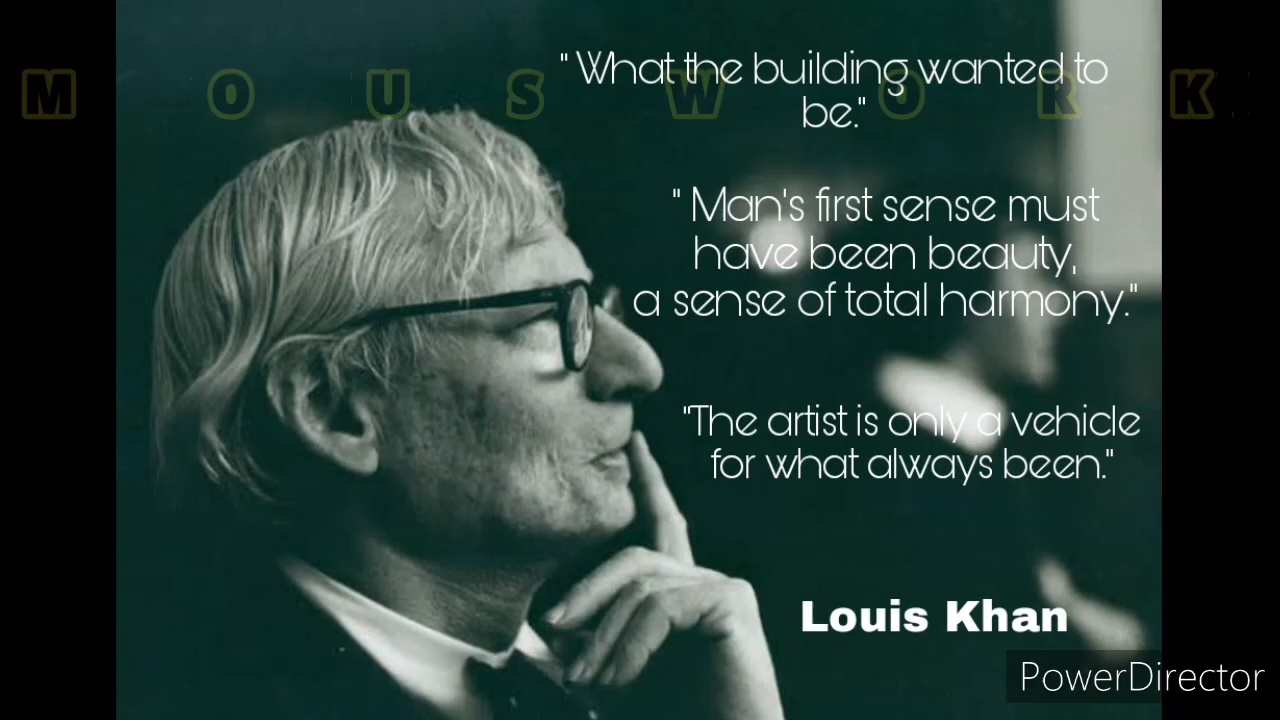 M O U S W O R K
" What the building wanted to
be."
" Man's first sense must
have been beauty,
a sense of total harmony."
"The artist is only a vehicle
for what always been."
Louis Khan
PowerDirector